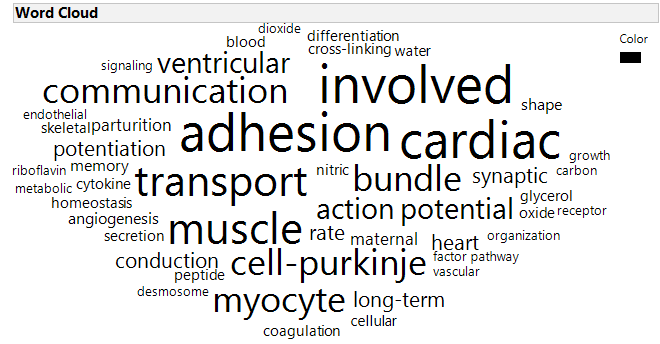 Word Cloud
dioxide
differentiation
blood
cross-linking water
Color
signaling ventricular
involved
communication
shape
endothelial
adhesion cardiac
skeletal parturition
potentiation
growth
riboflavin memory
nitric
carbon
transport bundle synaptic
metabolic cytokine
glycerol
homeostasis
action potential
oxide receptor
angiogenesis
muscle rate
secretion
maternal heart organization
conduction cell-purkinje factor pathway
peptide
vascular
desmosome
myocyte long-term
coagulation cellular